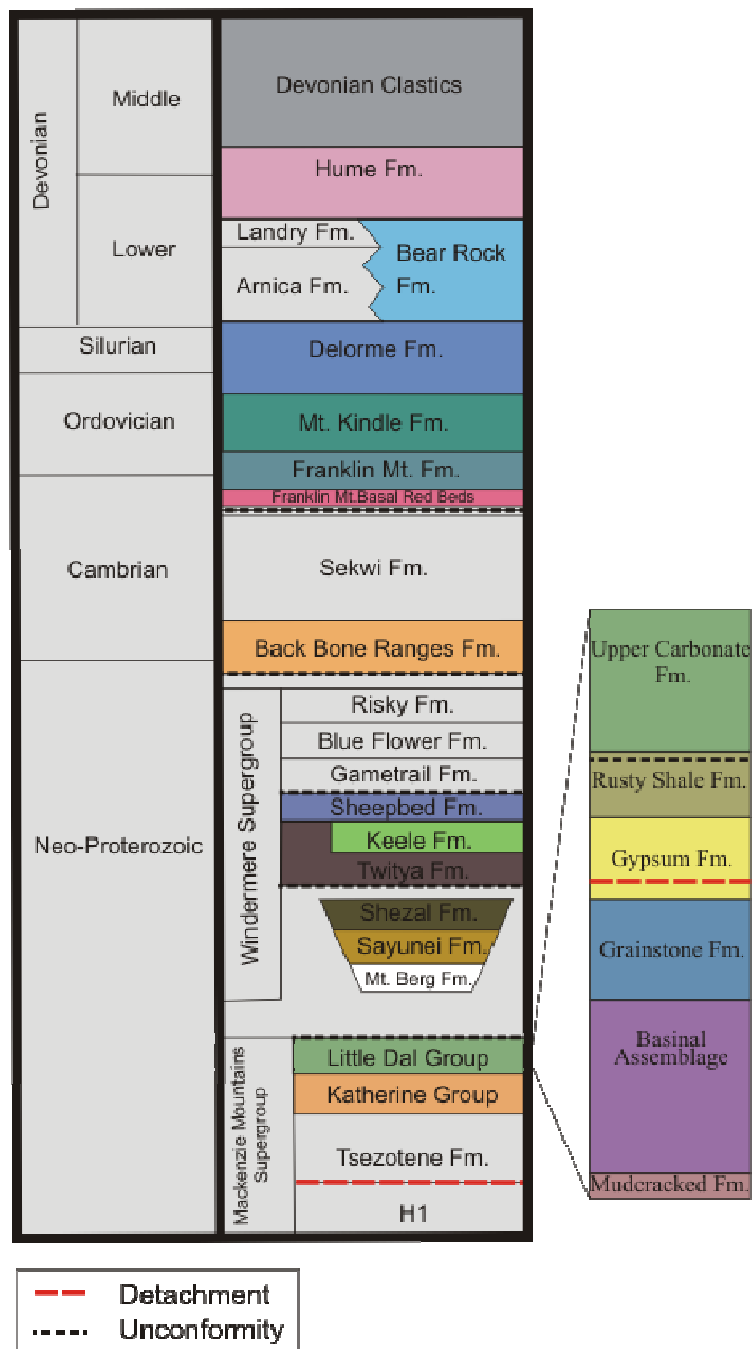 Devonian
Middle
Lower
Silurian
Ordovician
Cambrian
Neo-Proterozoic
Devonian Clastics
Hume Fm.
Landry Fm.
Arnica Fm.
Bear Rock
Fm.
Delorme Fm.
Mt. Kindle Fm.
Franklin Mt. Fm.
Franklin Mt.Basal Red Beds
Sekwi Fm.
Back Bone Ranges Fm.
Windermere Supergroup
Risky Fm.
Blue Flower Fm.
Gametrail Fm.
Sheepbed Fm.
Keele Fm.
Twitya Fm.
Shezal Fm.
Sayunei Fm.
Mt. Berg Fm.
Mackenzie Mountains
Supergroup
Little Dal Group
Katherine Group
Tsezotene Fm.
H1
Upper Carbonate
Fm.
Rusty Shale Fm.
Gypsum Fm.
Grainstone Fm.
Basinal
Assemblage
Mudcracked Fm.
Detachment
Unconformity